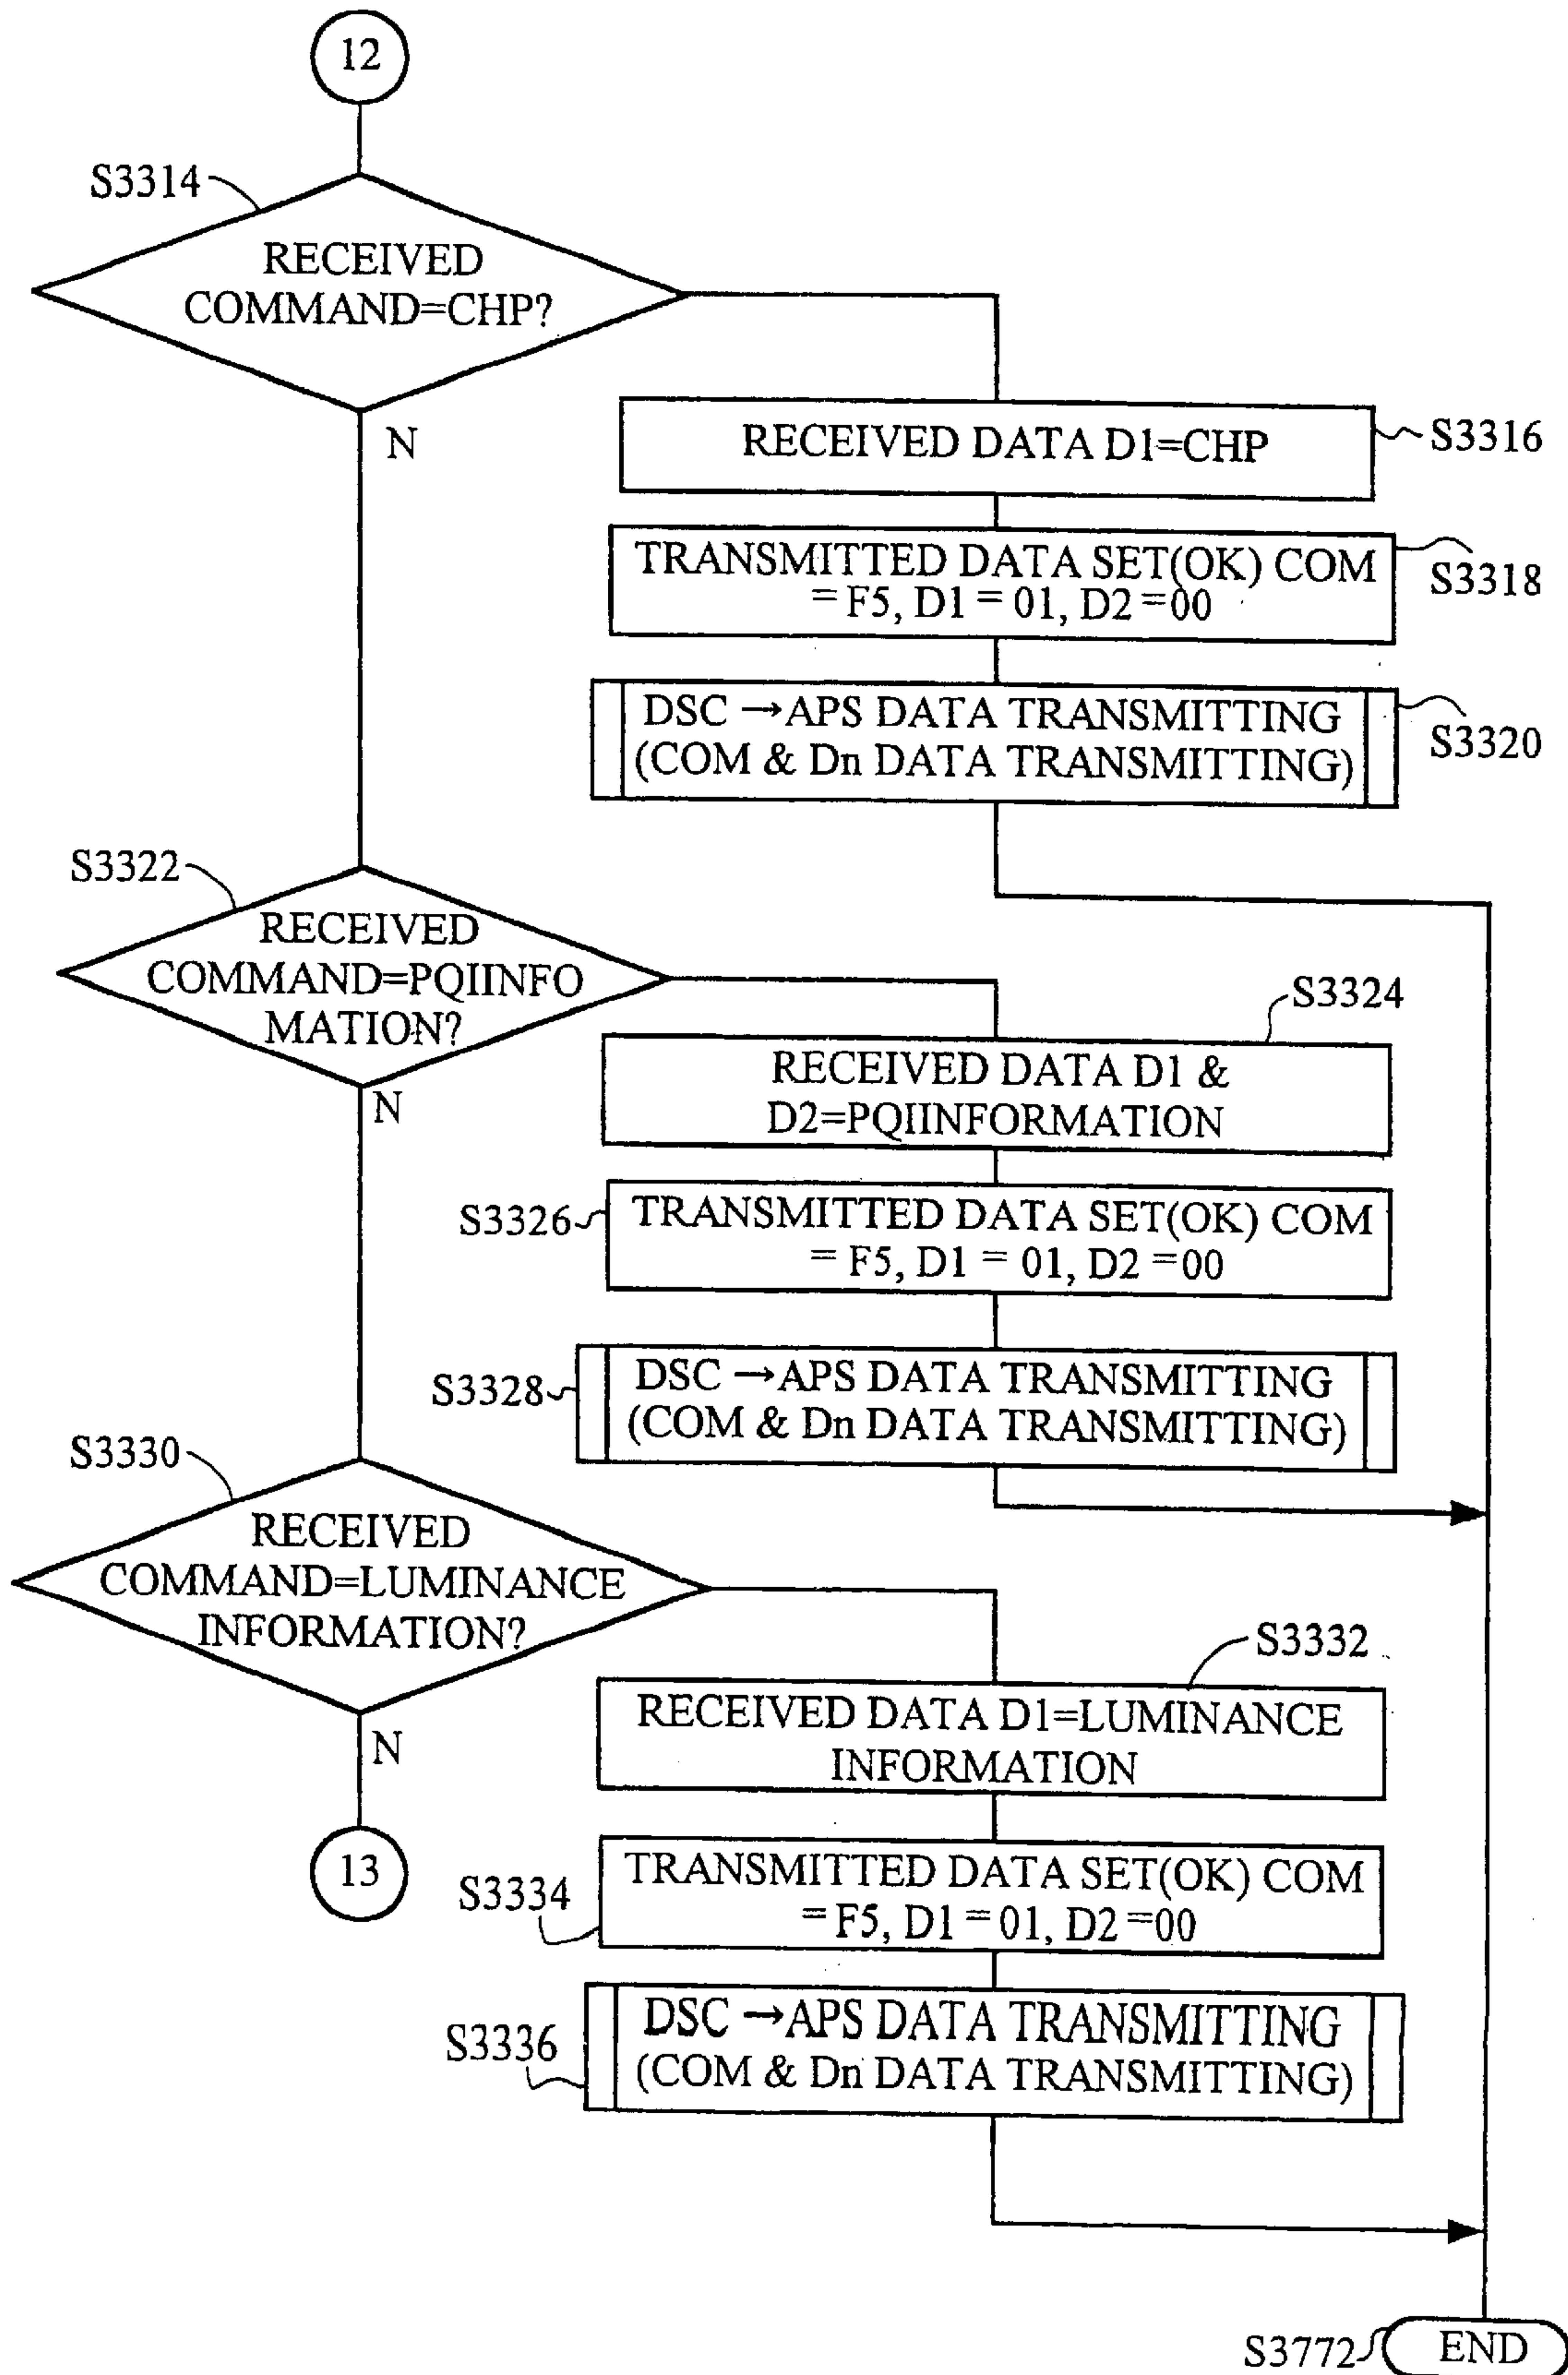 12
S3314
RECEIVED
COMMAND=CHP?
N
RECEIVED DATA D1=CHP
S3316
TRANSMITTED DATA SET(OK) COM
= F5, D1 = 01, D2 =00
S3318
DSC →APS DATA TRANSMITTING
(COM & Dn DATA TRANSMITTING)
S3320
S3322
RECEIVED
COMMAND=PQIINFO
MATION?
N
S3324
RECEIVED DATA D1 &
D2=PQIINFORMATION
S3326
TRANSMITTED DATA SET(OK) COM
= F5, D1 = 01, D2 =00
S3328
DSC →APS DATA TRANSMITTING
(COM & Dn DATA TRANSMITTING)
S3330
RECEIVED
COMMAND=LUMINANCE
INFORMATION?
N
13
S3332
RECEIVED DATA D1=LUMINANCE
INFORMATION
S3334
TRANSMITTED DATA SET(OK) COM
= F5, D1 = 01, D2 =00
S3336
DSC →APS DATA TRANSMITTING
(COM & Dn DATA TRANSMITTING)
S3772
END